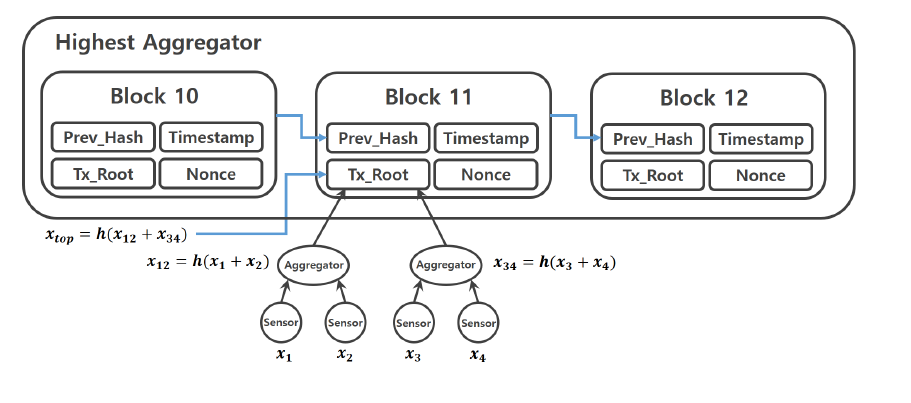 Highest Aggregator
Block 10
Prev_Hash
Timestamp
Tx_Root
Nonce
Block 11
Prev_Hash
Timestamp
Tx_Root
Nonce
Block 12
Prev_Hash
Timestamp
Tx_Root
Nonce
x_top = h(x_12 + x_34)
x_12 = h(x_1 + x_2)
Aggregator
Aggregator
x_34 = h(x_3 + x_4)
Sensor
Sensor
Sensor
Sensor
x_1
x_2
x_3
x_4